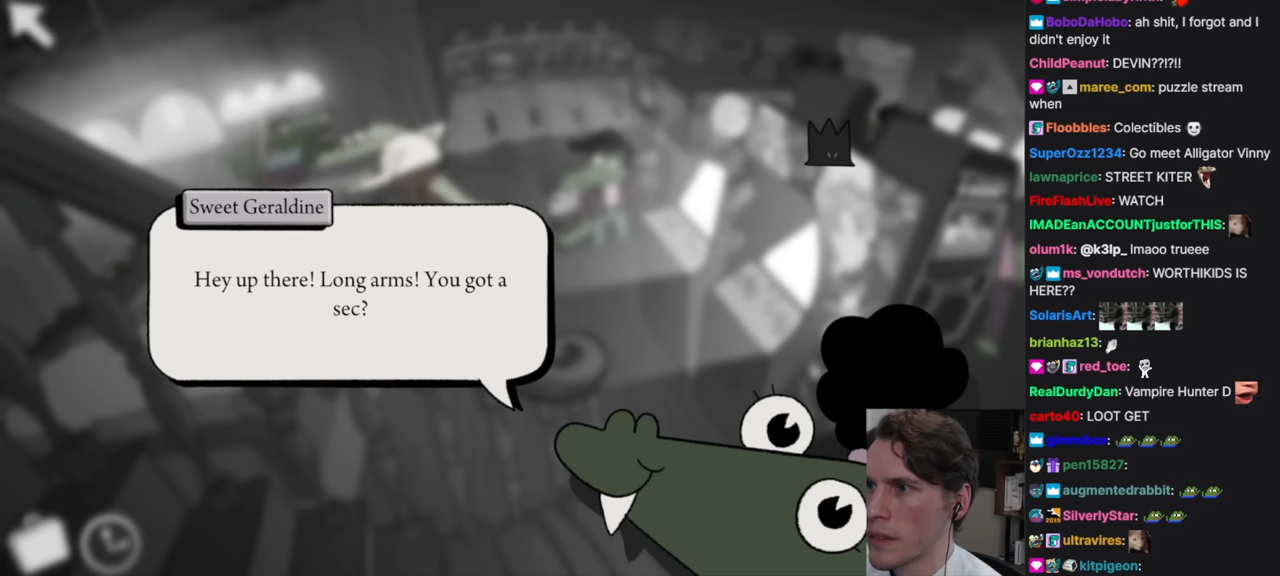 Sweet Geraldine
Hey up there! Long arms! You got a
sec?
BoboDaHobo: ah shit, I forgot and I
didn't enjoy it
ChildPeanut: DEVIN??!?!!
maree_com: puzzle stream
when
Floobbles: Colectibles
SuperOzz1234: Go meet Alligator Vinny
lawnaprice: STREET KITER
FireFlashLive: WATCH
IMADEanACCOUNTjustforTHIS:
olum1k: @k3lp_ lmaoo trueee
ms_vondutch: WORTHIKIDS IS
HERE??
SolarisArt:
brianhaz13:
red_toe:
RealDurdyDan: Vampire Hunter D
carto40: LOOT GET
pen15827:
augmentedrabbit:
SilverlyStar:
2019
ultravires:
kitpigeon: